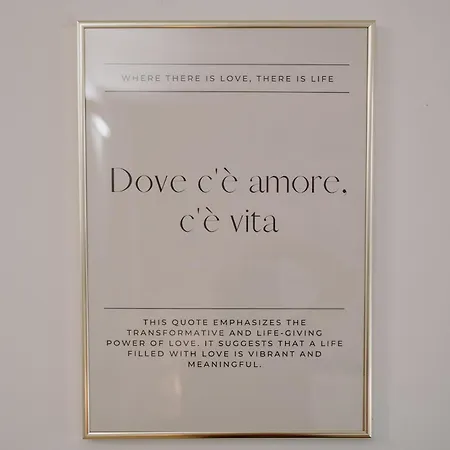 WHERE THERE IS LOVE, THERE IS LIFE
Dove c'è amore,
c'è vita
THIS QUOTE EMPHASIZES THE
TRANSFORMATIVE AND LIFE-GIVING
POWER OF LOVE. IT SUGGESTS THAT A LIFE
FILLED WITH LOVE IS VIBRANT AND
MEANINGFUL.